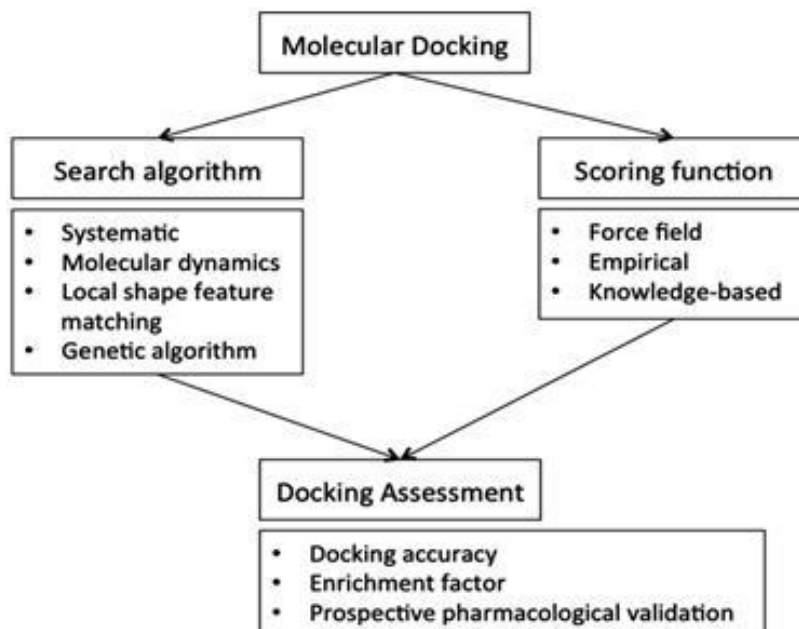 Molecular Docking
Search algorithm
• Systematic
• Molecular dynamics
• Local shape feature
matching
• Genetic algorithm
Scoring function
• Force field
• Empirical
• Knowledge-based
Docking Assessment
• Docking accuracy
• Enrichment factor
• Prospective pharmacological validation